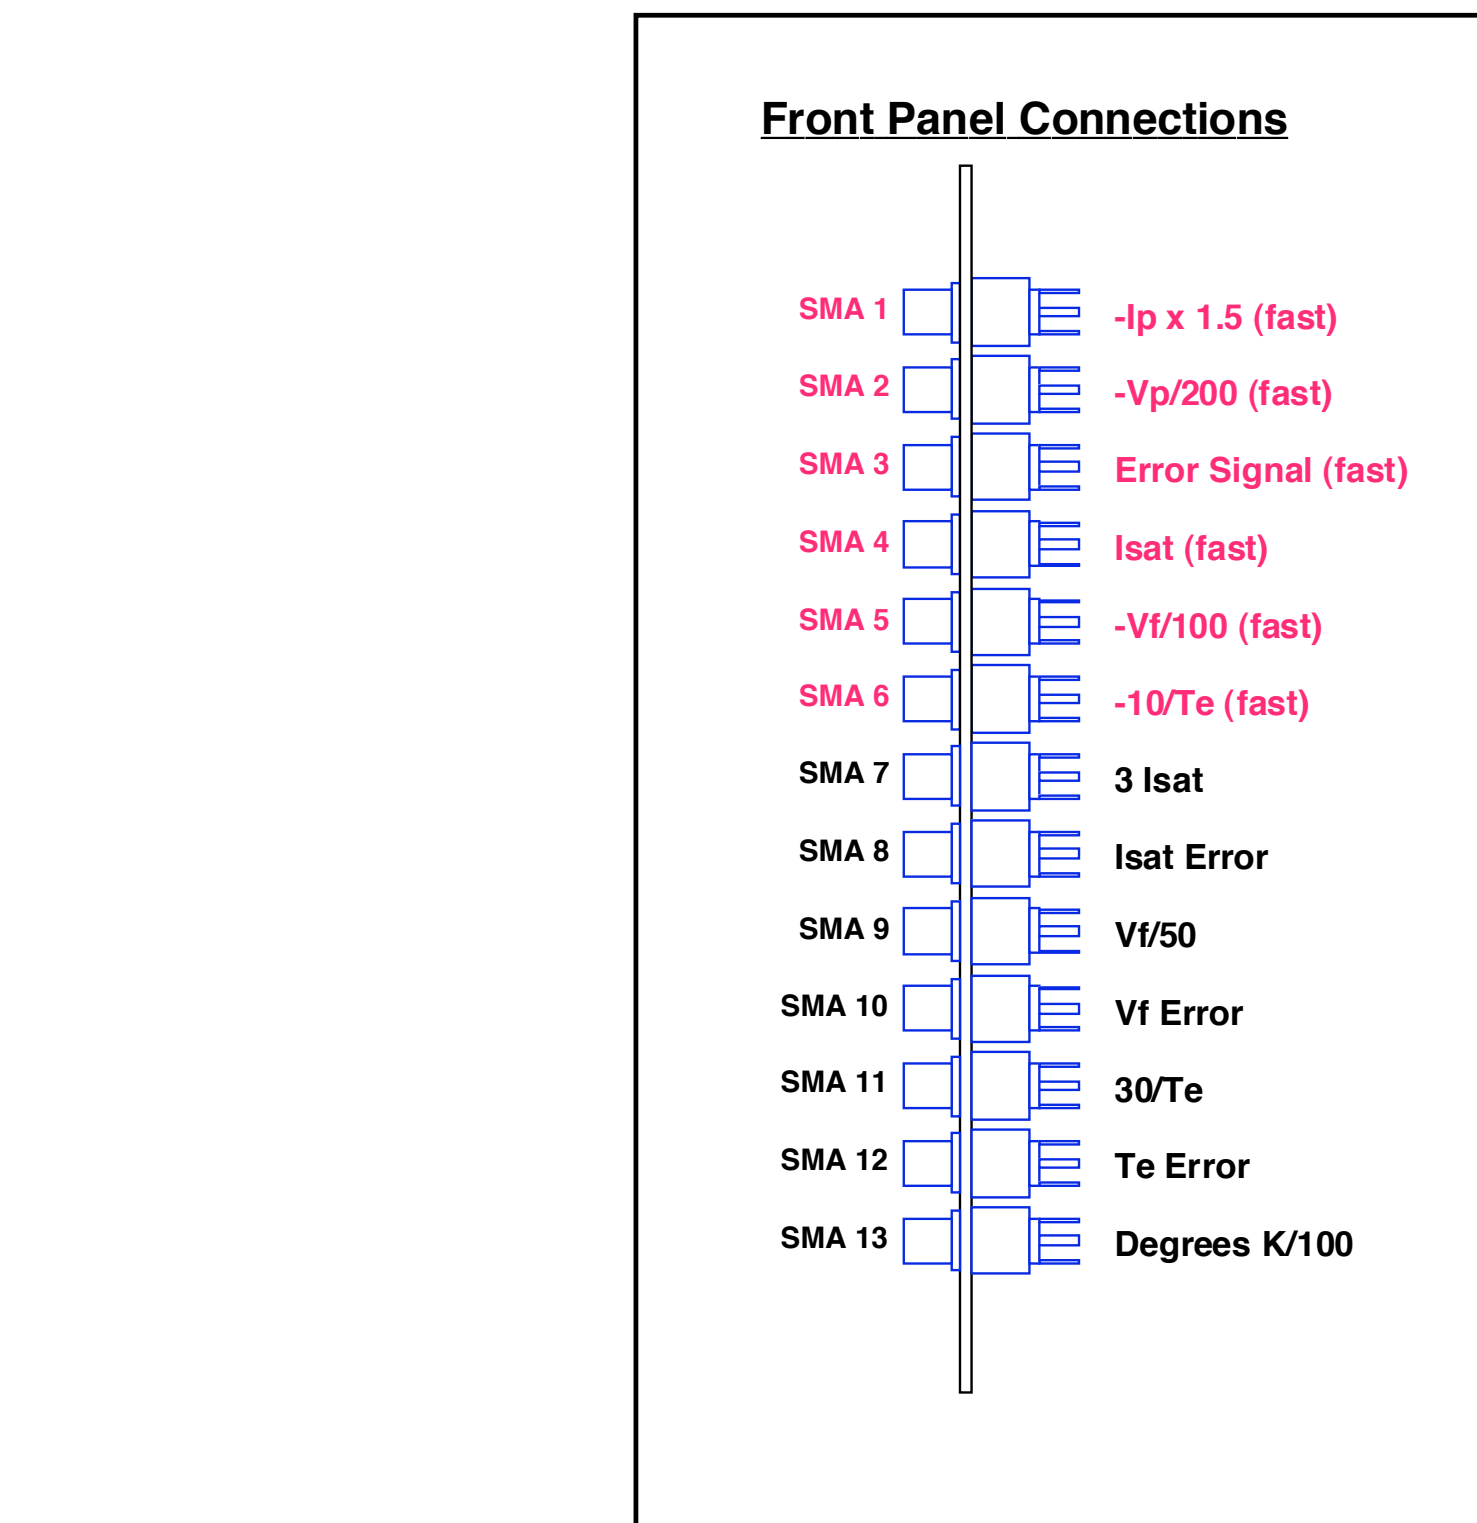 Front Panel Connections
SMA 1 -Ip x 1.5 (fast)
SMA 2 -Vp/200 (fast)
SMA 3 Error Signal (fast)
SMA 4 Isat (fast)
SMA 5 -Vf/100 (fast)
SMA 6 -10/Te (fast)
SMA 7 3 Isat
SMA 8 Isat Error
SMA 9 Vf/50
SMA 10 Vf Error
SMA 11 30/Te
SMA 12 Te Error
SMA 13 Degrees K/100